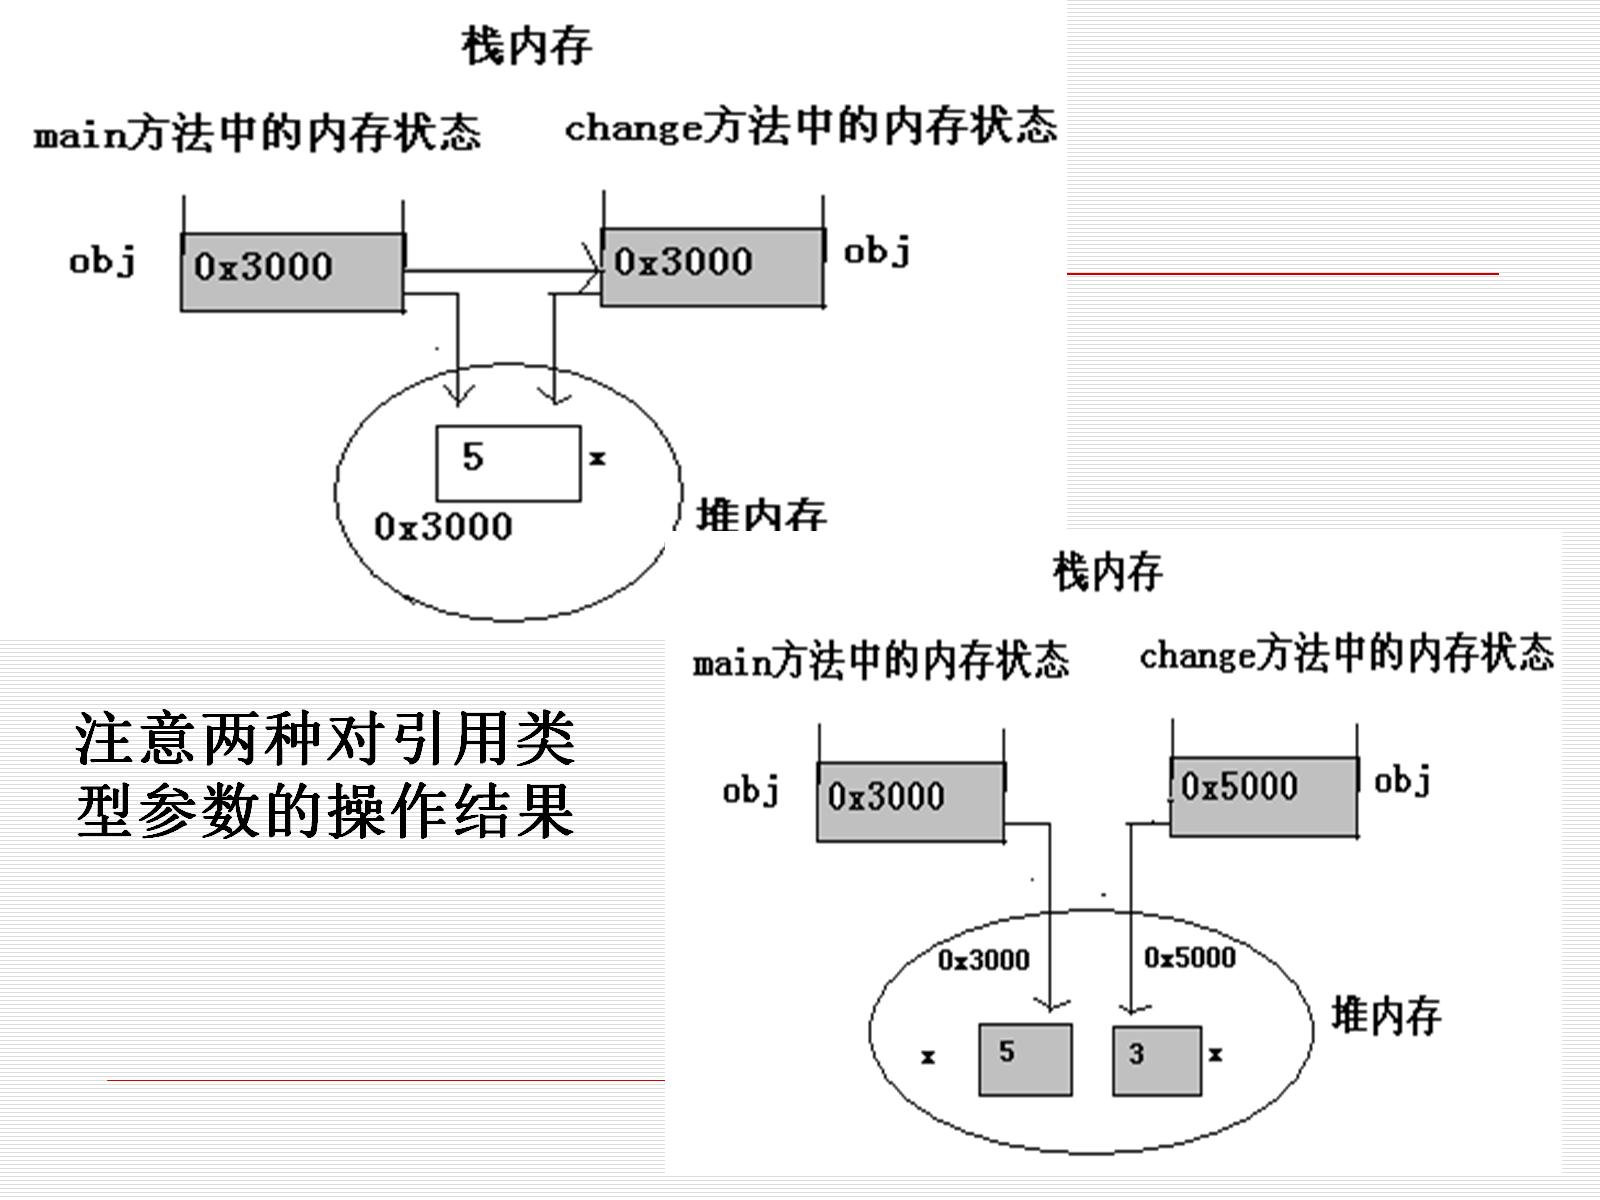 栈内存
main方法中的内存状态 change方法中的内存状态
obj 0x3000 0x3000 obj
5 x
0x3000 堆内存
栈内存
main方法中的内存状态 change方法中的内存状态
obj 0x3000 0x5000 obj
0x3000 0x5000
堆内存
x 5 3 x
注意两种对引用类
型参数的操作结果